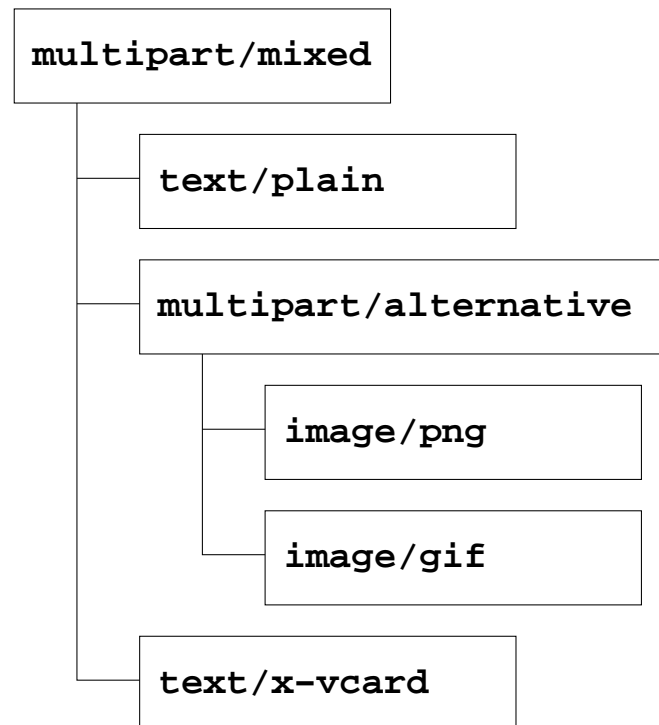 multipart/mixed
text/plain
multipart/alternative
image/png
image/gif
text/x-vcard